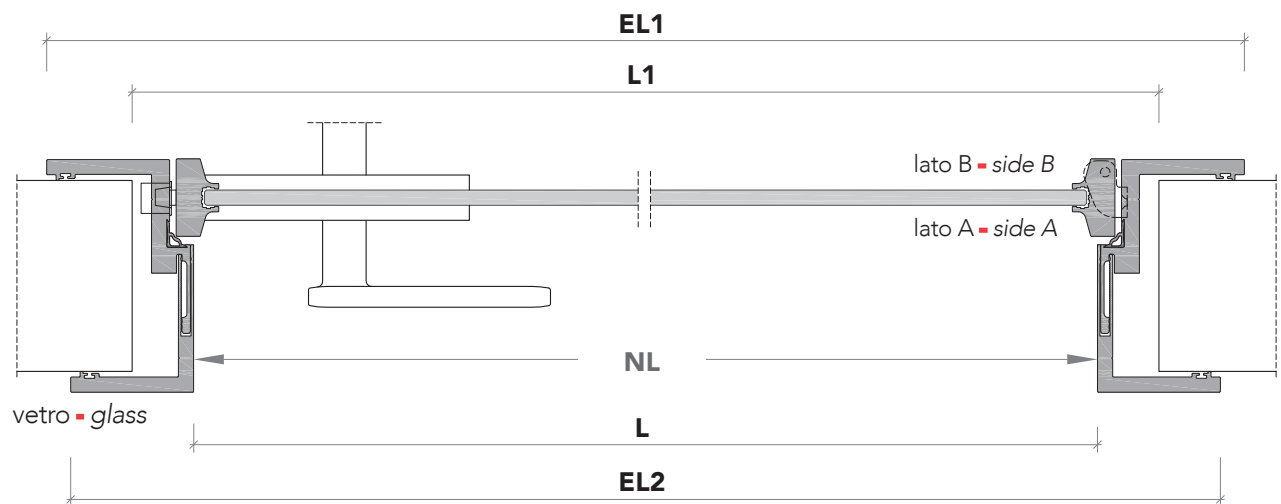 EL1
L1
lato B - side B
lato A - side A
NL
vetro - glass
L
EL2